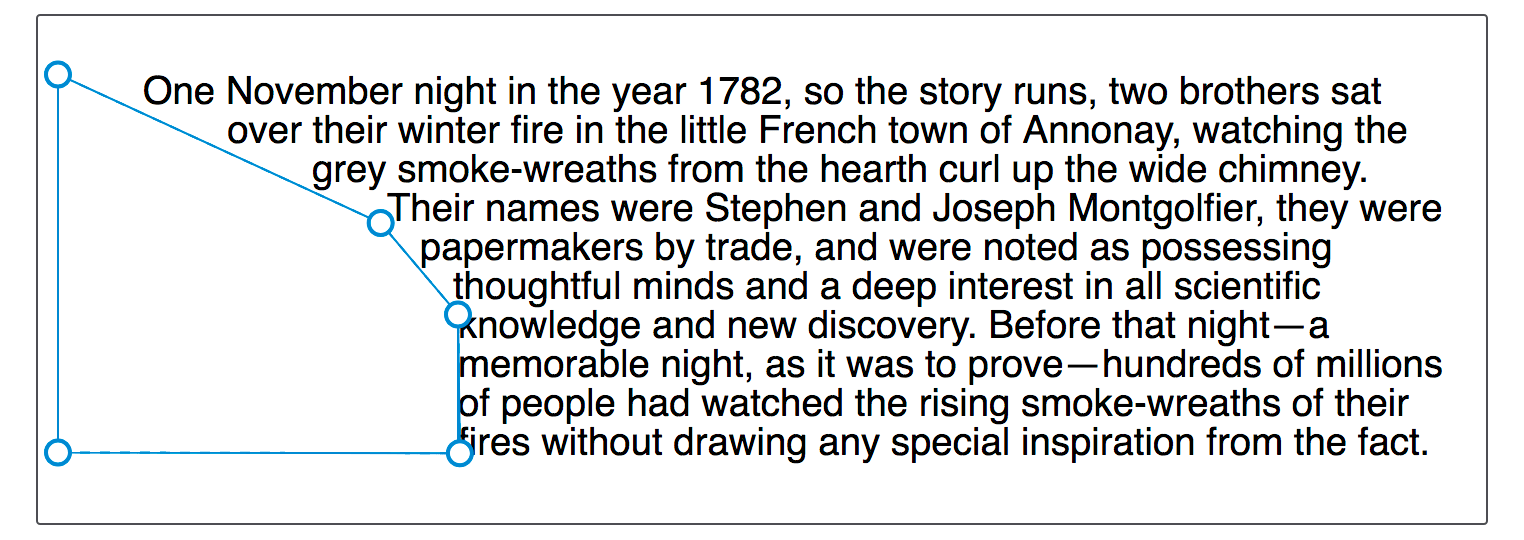 One November night in the year 1782, so the story runs, two brothers sat
over their winter fire in the little French town of Annonay, watching the
grey smoke-wreaths from the hearth curl up the wide chimney.
Their names were Stephen and Joseph Montgolfier, they were
papermakers by trade, and were noted as possessing
thoughtful minds and a deep interest in all scientific
knowledge and new discovery. Before that night—a
memorable night, as it was to prove—hundreds of millions
of people had watched the rising smoke-wreaths of their
fires without drawing any special inspiration from the fact.